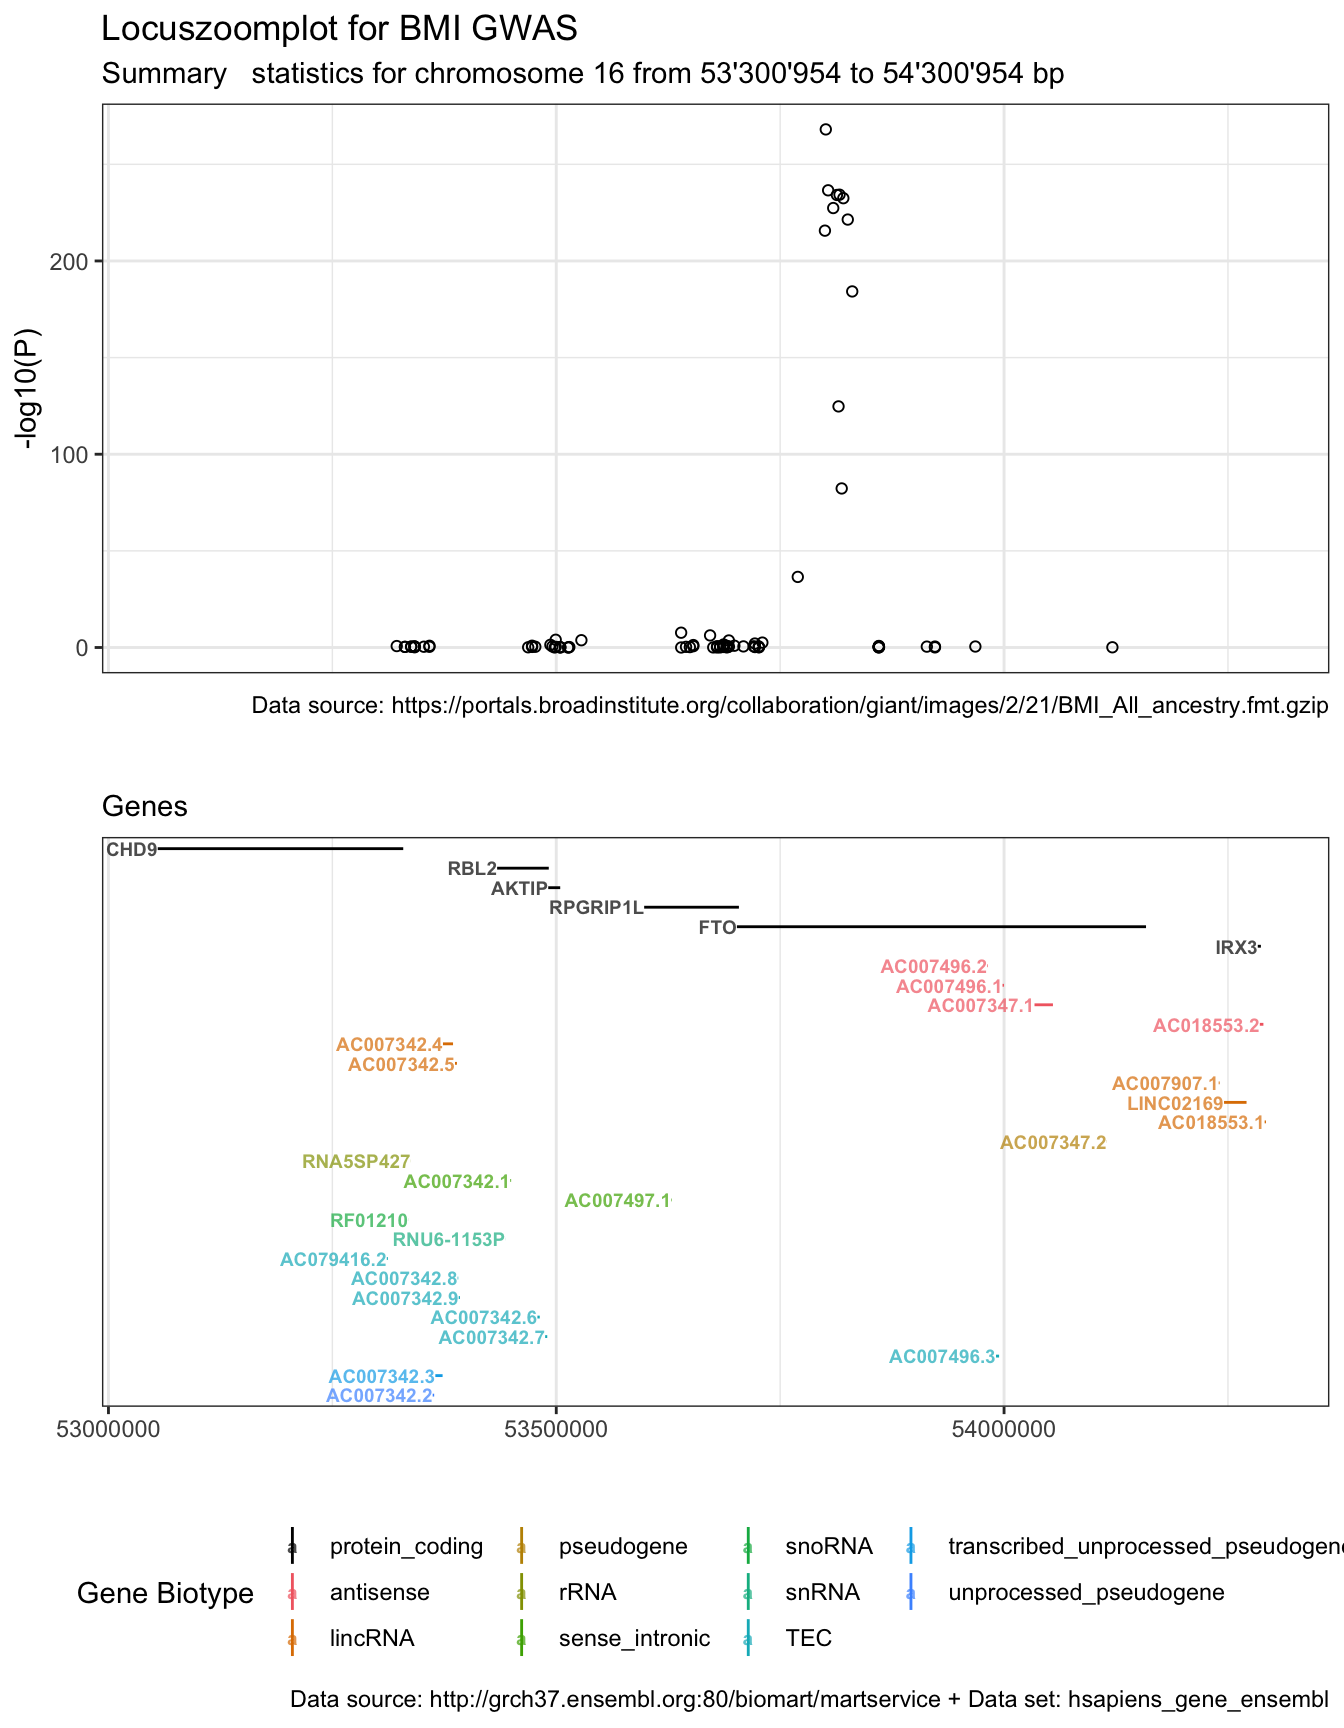 Locuszoomplot for BMI GWAS
Summary   statistics for chromosome 16 from 53'300'954 to 54'300'954 bp
-log10(P)
200
100
0
Data source: https://portals.broadinstitute.org/collaboration/giant/images/2/21/BMI_All_ancestry.fmt.gzip
Genes
CHD9
RBL2
AKTIP
RPGRIP1L
FTO
IRX3
AC007496.2
AC007496.1
AC007347.1
AC018553.2
AC007342.4
AC007342.5
AC007907.1
LINC02169
AC018553.1
AC007347.2
RNA5SP427
AC007342.1
AC007497.1
RF01210
RNU6-1153P
AC079416.2
AC007342.8
AC007342.9
AC007342.6
AC007342.7
AC007496.3
AC007342.3
AC007342.2
53000000 53500000 54000000
Gene Biotype
a protein_coding a pseudogene a snoRNA a transcribed_unprocessed_pseudogene
a antisense a rRNA a snRNA a unprocessed_pseudogene
a lincRNA a sense_intronic a TEC
Data source: http://grch37.ensembl.org:80/biomart/martservice + Data set: hsapiens_gene_ensembl